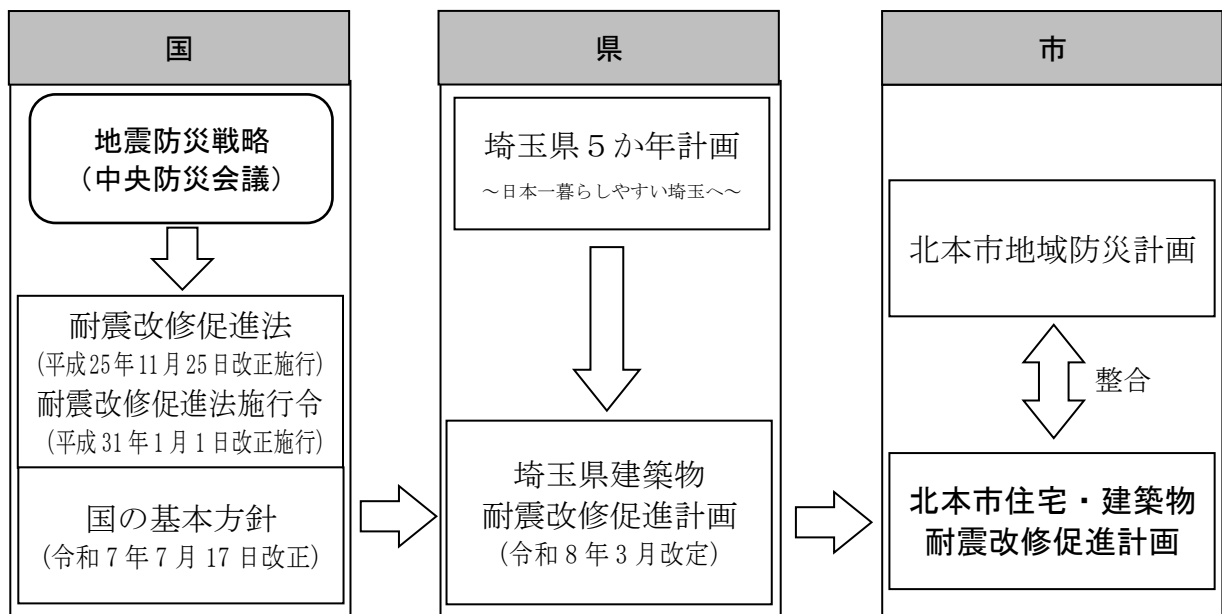 国
地震防災戦略
（中央防災会議）
耐震改修促進法
(平成25年11月25日改正施行)
耐震改修促進法施行令
(平成31年1月1日改正施行)
国の基本方針
(令和7年7月17日改正)
県
埼玉県５か年計画
～日本一暮らしやすい埼玉へ～
埼玉県建築物
耐震改修促進計画
(令和8年3月改定)
市
北本市地域防災計画
整合
北本市住宅・建築物
耐震改修促進計画